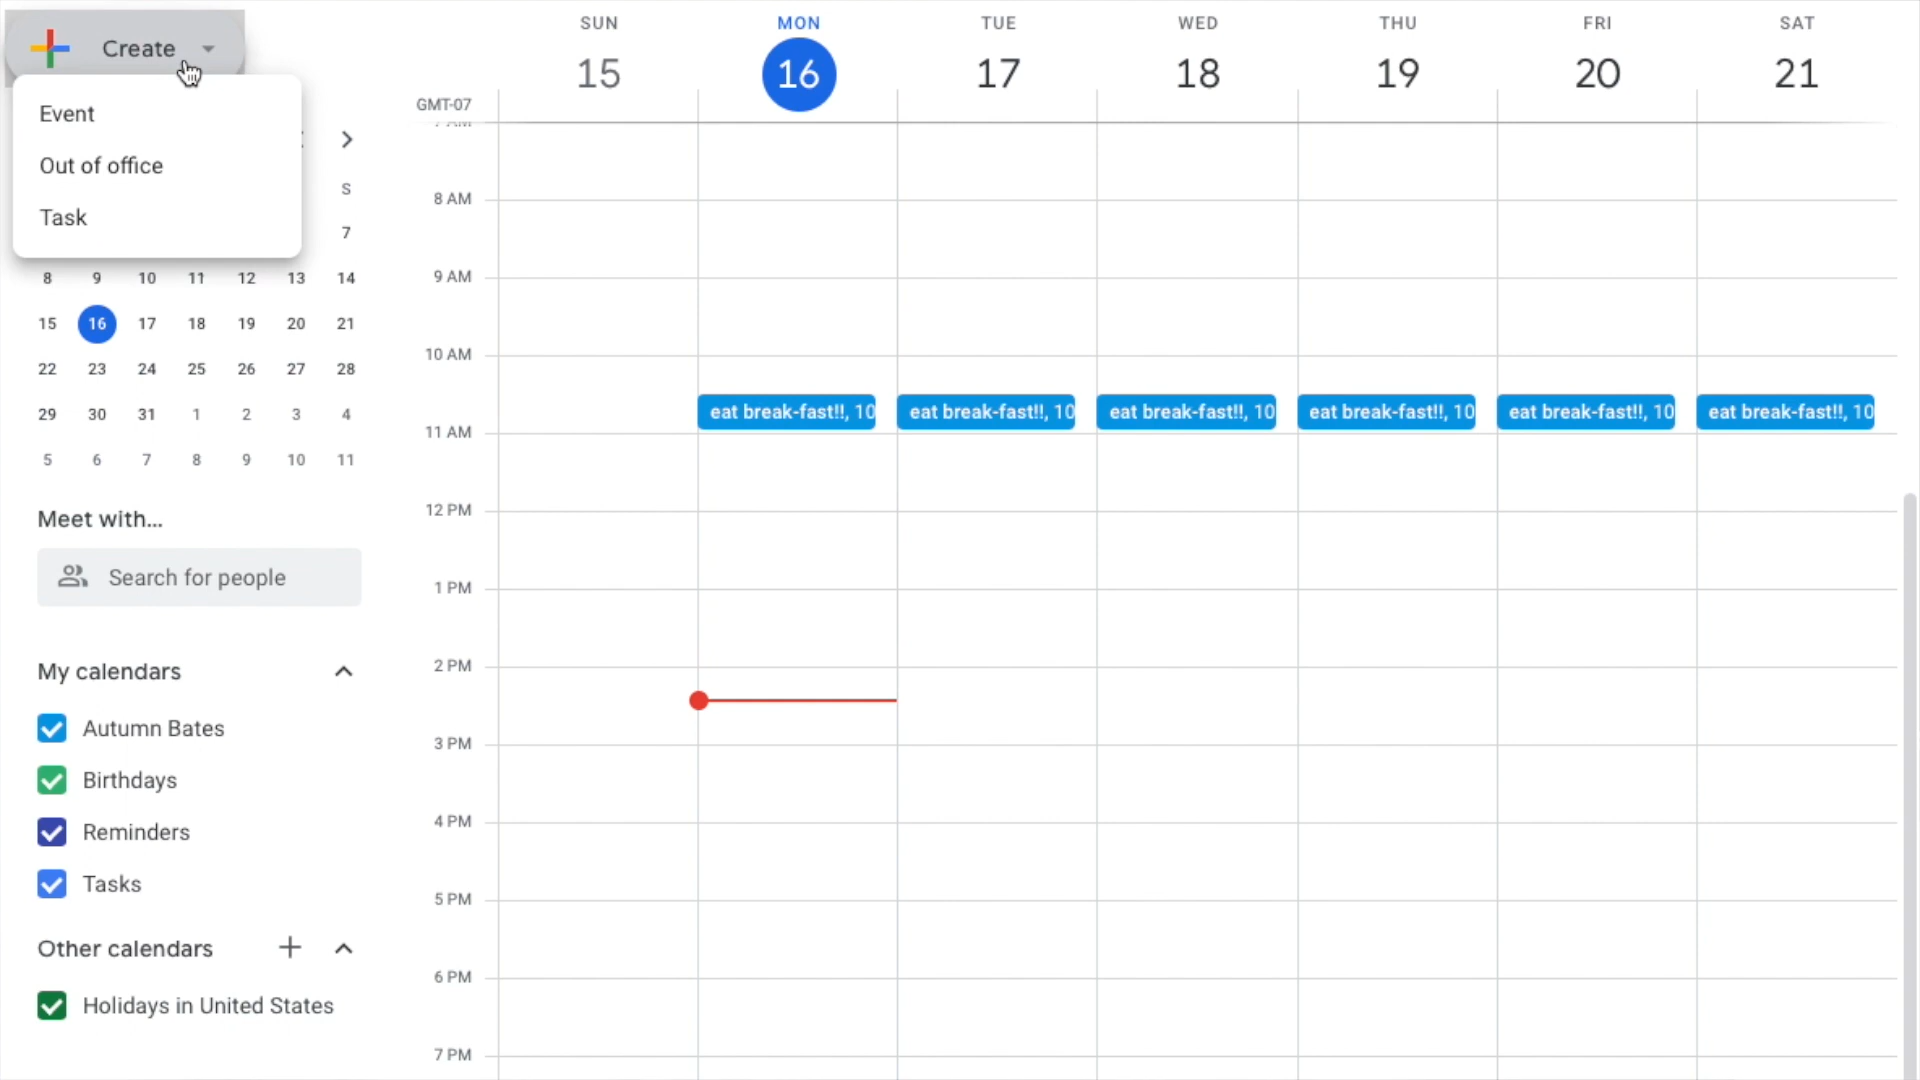 Create
Event
Out of office
Task
S
7
8 9 10 11 12 13 14
15 16 17 18 19 20 21
22 23 24 25 26 27 28
29 30 31 1 2 3 4
5 6 7 8 9 10 11
Meet with...
Search for people
My calendars
Autumn Bates
Birthdays
Reminders
Tasks
Other calendars
Holidays in United States
SUN MON TUE WED THU FRI SAT
15 16 17 18 19 20 21
GMT-07
8 AM
9 AM
10 AM
eat break-fast!!, 10 eat break-fast!!, 10 eat break-fast!!, 10 eat break-fast!!, 10 eat break-fast!!, 10 eat break-fast!!, 10
11 AM
12 PM
1 PM
2 PM
3 PM
4 PM
5 PM
6 PM
7 PM